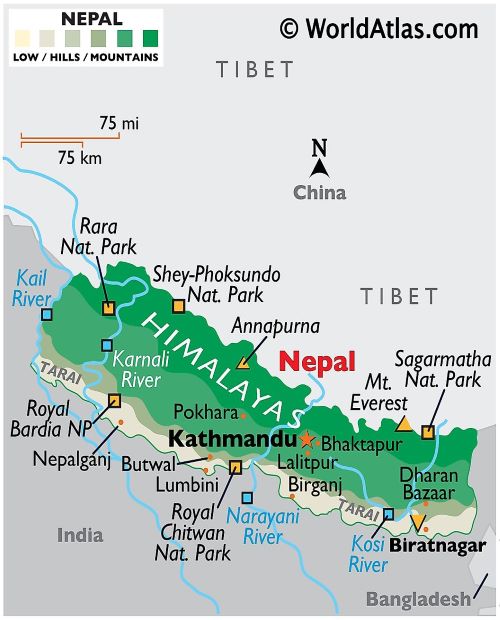 NEPAL
LOW / HILLS / MOUNTAINS
© WorldAtlas.com
TIBET
75 mi
75 km
N
China
Rara
Nat. Park
Kail
River
Shey-Phoksundo
Nat. Park
TIBET
Annapurna
HIMALAYAS
Nepal
Sagarmatha
Nat. Park
Mt.
Everest
Karnali
River
TARAI
Royal
Bardia NP
Pokhara
Kathmandu
Bhaktapur
Lalitpur
Nepalganj
Butwal
Lumbini
Birganj
Dharan
Bazaar
Royal
Chitwan
Nat. Park
Narayani
River
TARAI
India
Kosi
River
Biratnagar
Bangladesh